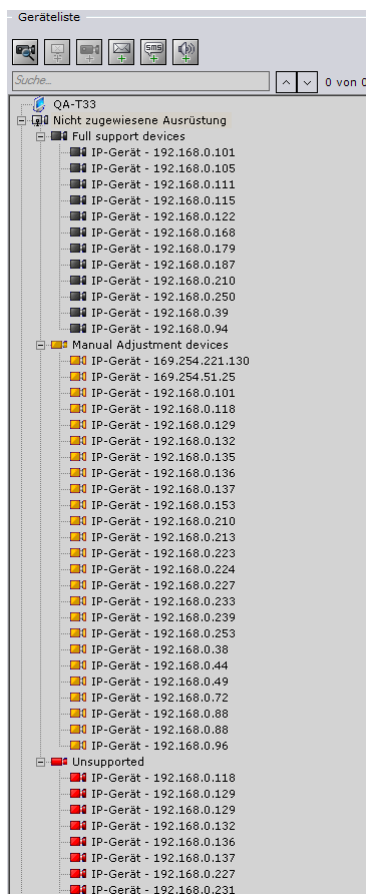 Geräteliste
sms
Suche...
0 von 0
QA-T33
Nicht zugewiesene Ausrüstung
Full support devices
IP-Gerät - 192.168.0.101
IP-Gerät - 192.168.0.105
IP-Gerät - 192.168.0.111
IP-Gerät - 192.168.0.115
IP-Gerät - 192.168.0.122
IP-Gerät - 192.168.0.168
IP-Gerät - 192.168.0.179
IP-Gerät - 192.168.0.187
IP-Gerät - 192.168.0.210
IP-Gerät - 192.168.0.250
IP-Gerät - 192.168.0.39
IP-Gerät - 192.168.0.94
Manual Adjustment devices
IP-Gerät - 169.254.221.130
IP-Gerät - 169.254.51.25
IP-Gerät - 192.168.0.101
IP-Gerät - 192.168.0.118
IP-Gerät - 192.168.0.129
IP-Gerät - 192.168.0.132
IP-Gerät - 192.168.0.135
IP-Gerät - 192.168.0.136
IP-Gerät - 192.168.0.137
IP-Gerät - 192.168.0.153
IP-Gerät - 192.168.0.210
IP-Gerät - 192.168.0.213
IP-Gerät - 192.168.0.223
IP-Gerät - 192.168.0.224
IP-Gerät - 192.168.0.227
IP-Gerät - 192.168.0.233
IP-Gerät - 192.168.0.239
IP-Gerät - 192.168.0.253
IP-Gerät - 192.168.0.38
IP-Gerät - 192.168.0.44
IP-Gerät - 192.168.0.49
IP-Gerät - 192.168.0.72
IP-Gerät - 192.168.0.88
IP-Gerät - 192.168.0.88
IP-Gerät - 192.168.0.96
Unsupported
IP-Gerät - 192.168.0.118
IP-Gerät - 192.168.0.129
IP-Gerät - 192.168.0.129
IP-Gerät - 192.168.0.132
IP-Gerät - 192.168.0.136
IP-Gerät - 192.168.0.137
IP-Gerät - 192.168.0.227
IP-Gerät - 192.168.0.231